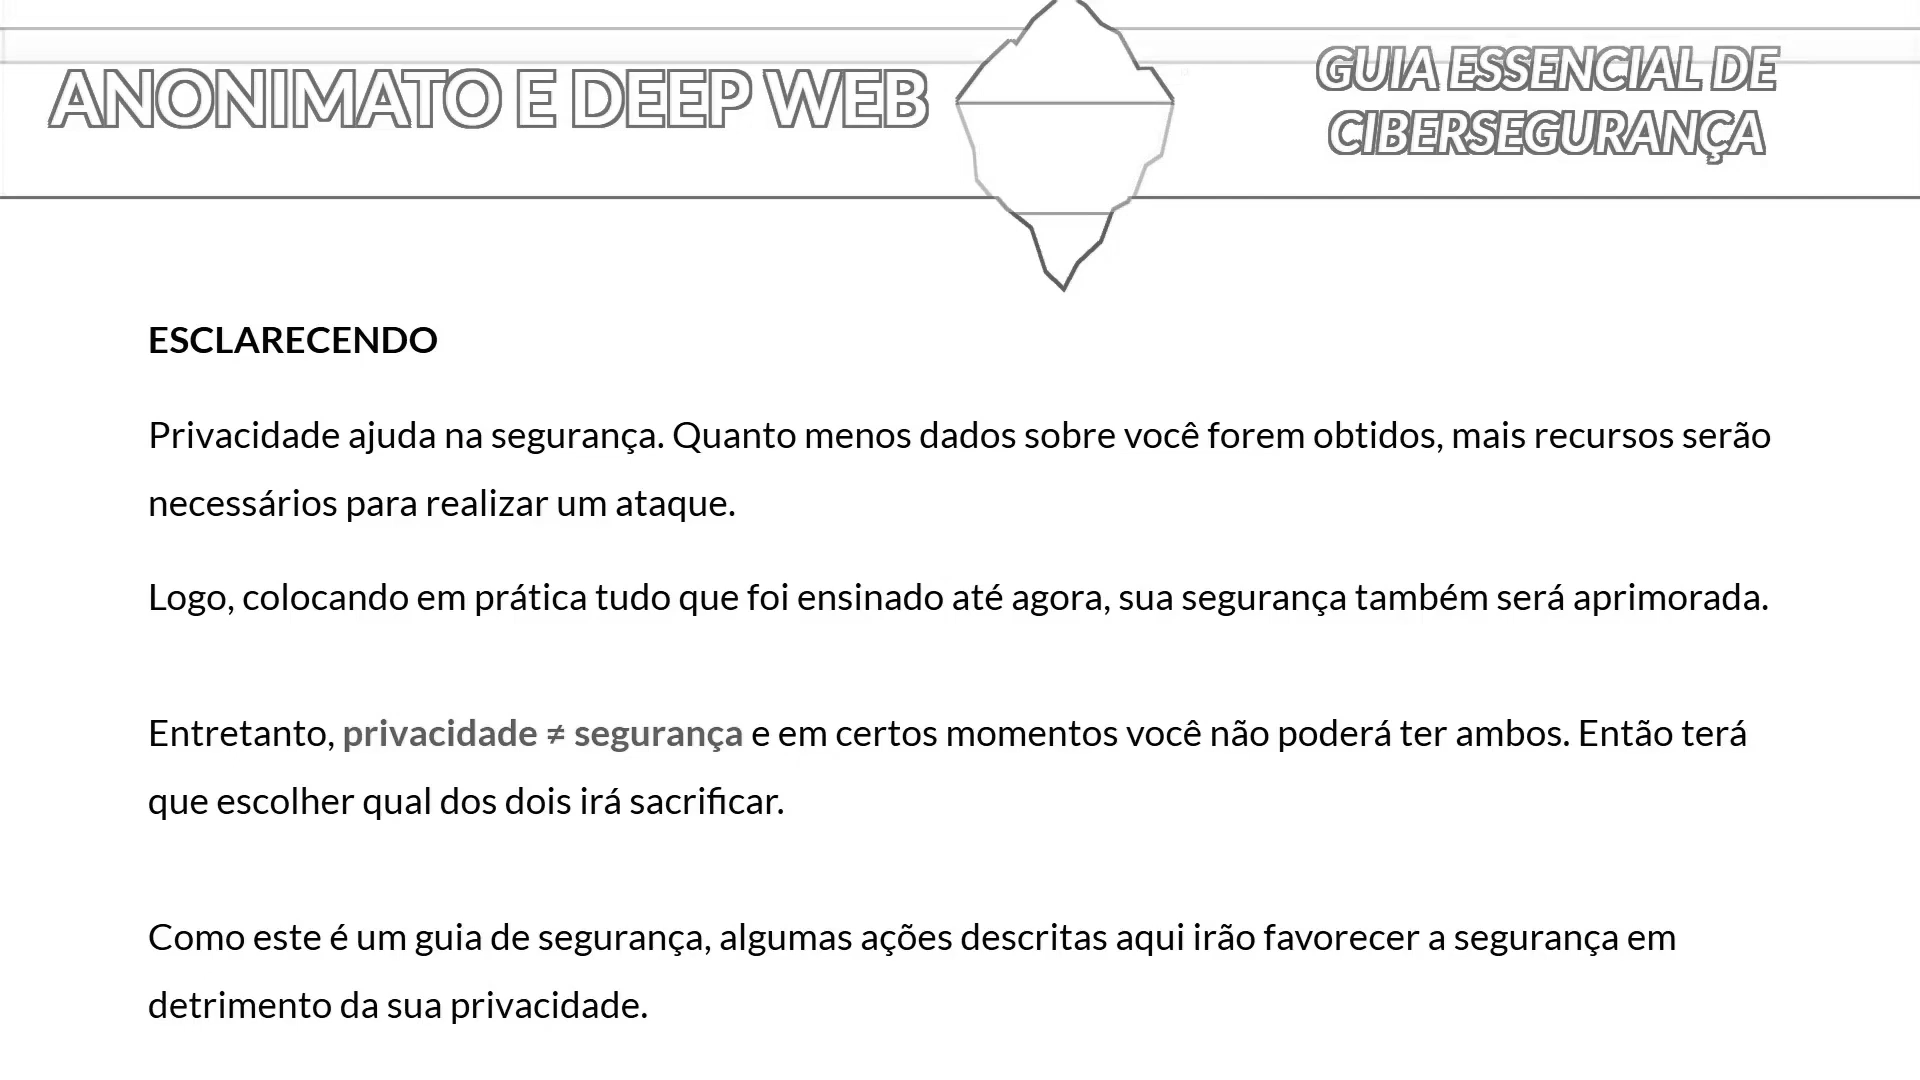 ANONIMATO E DEEP WEB
GUIA ESSENCIAL DE
CIBERSEGURANÇA
ESCLARECENDO
Privacidade ajuda na segurança. Quanto menos dados sobre você forem obtidos, mais recursos serão
necessários para realizar um ataque.
Logo, colocando em prática tudo que foi ensinado até agora, sua segurança também será aprimorada.
Entretanto, privacidade ≠ segurança e em certos momentos você não poderá ter ambos. Então terá
que escolher qual dos dois irá sacrificar.
Como este é um guia de segurança, algumas ações descritas aqui irão favorecer a segurança em
detrimento da sua privacidade.